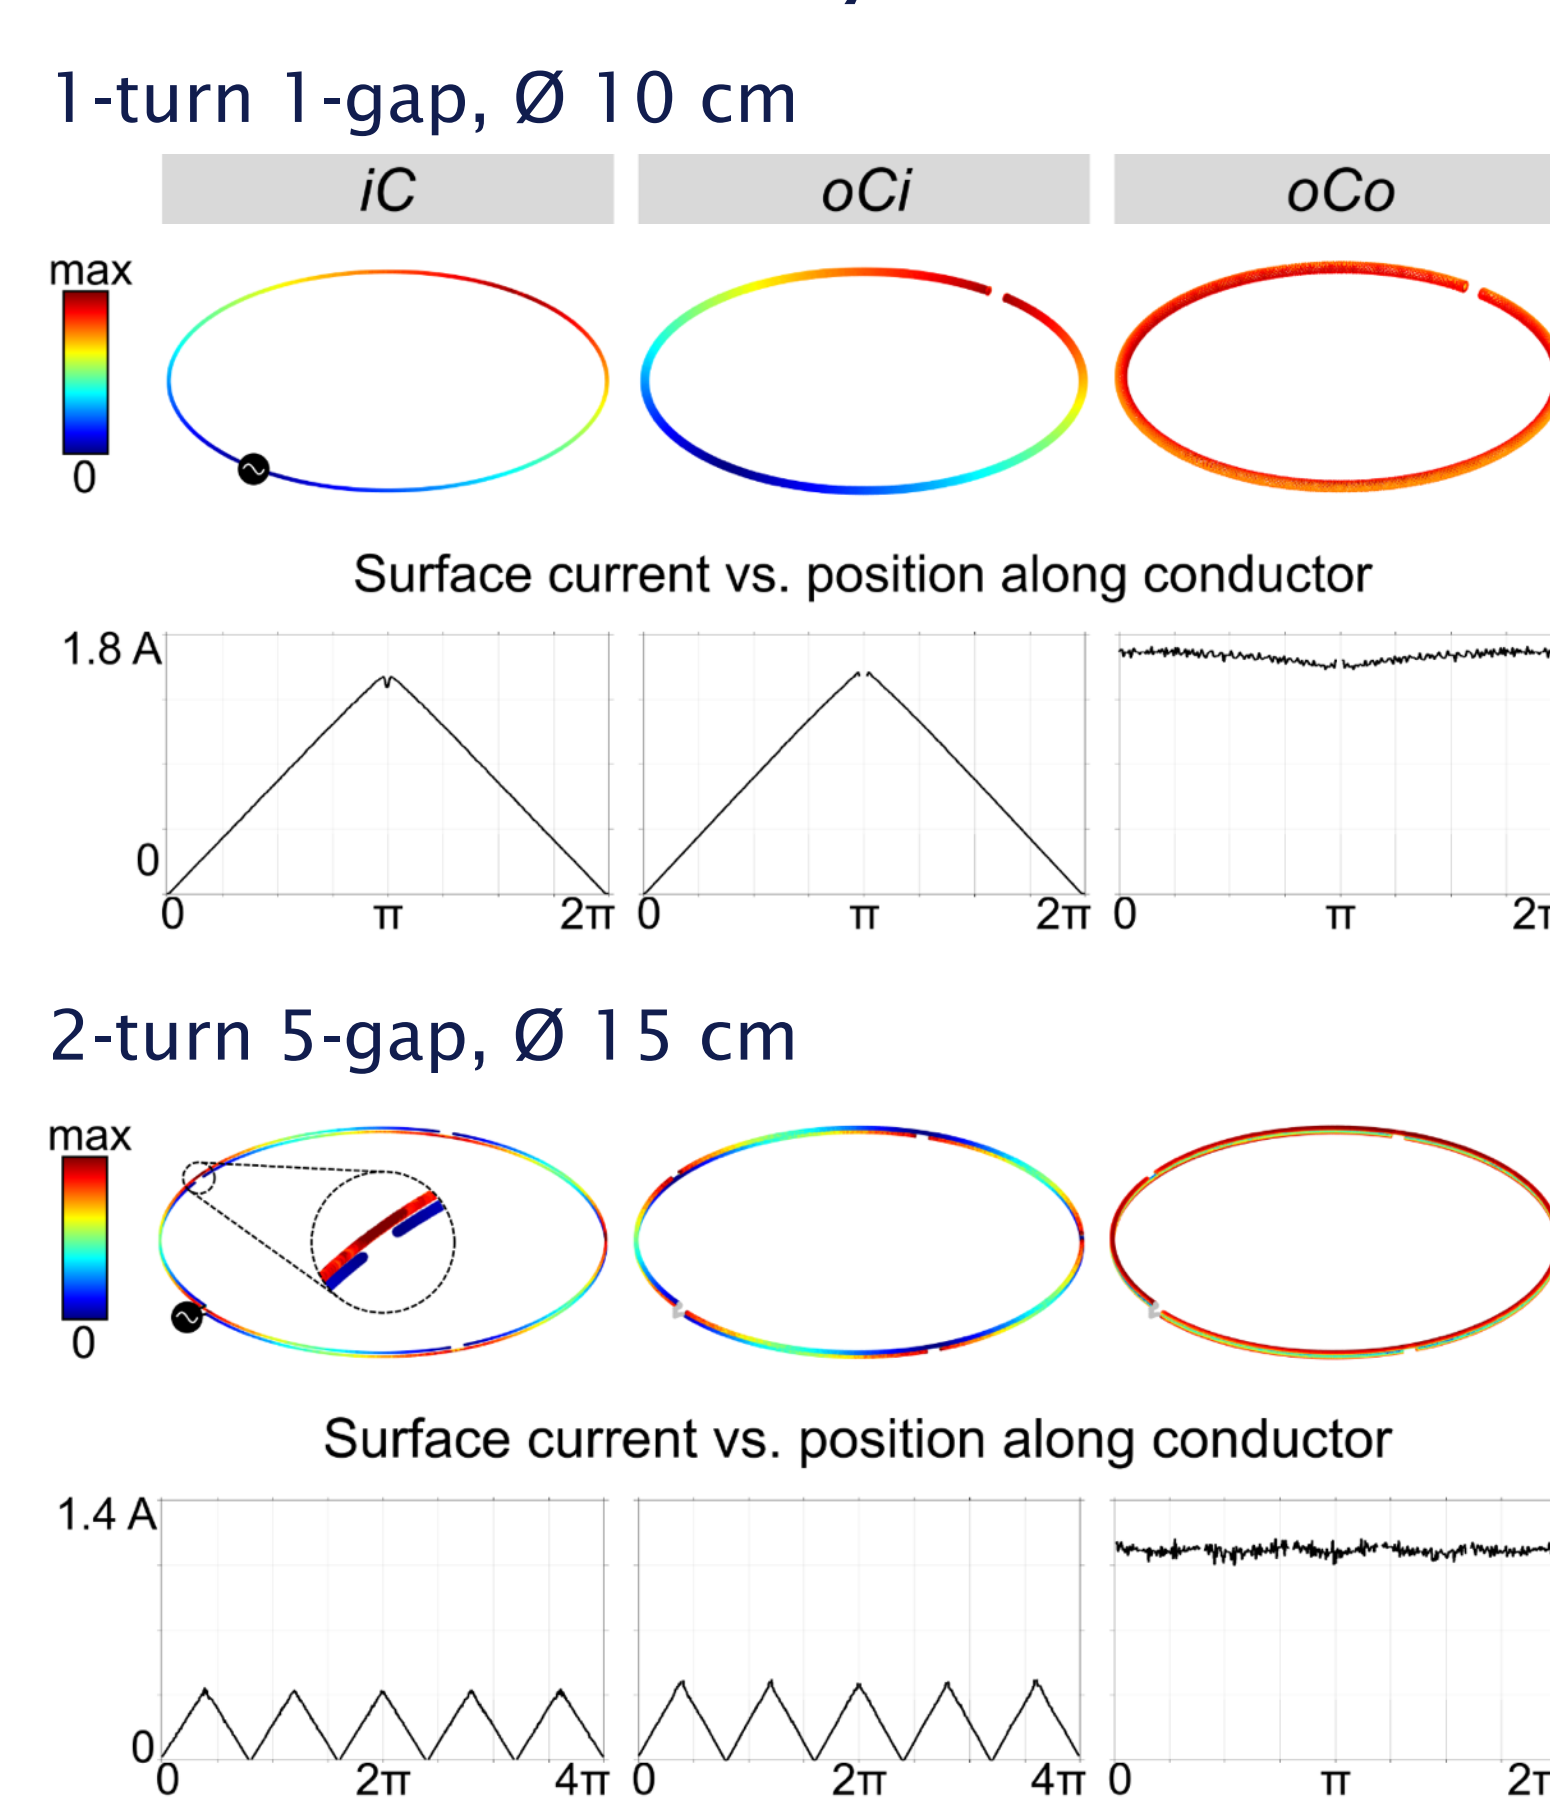 1-turn 1-gap, Ø 10 cm
iC oCi oCo
max
0
Surface current vs. position along conductor
1.8 A
0
0 π 2π 0 π 2π 0 π
2-turn 5-gap, Ø 15 cm
max
0
Surface current vs. position along conductor
1.4 A
0
0 2π 4π 0 2π 4π 0 π